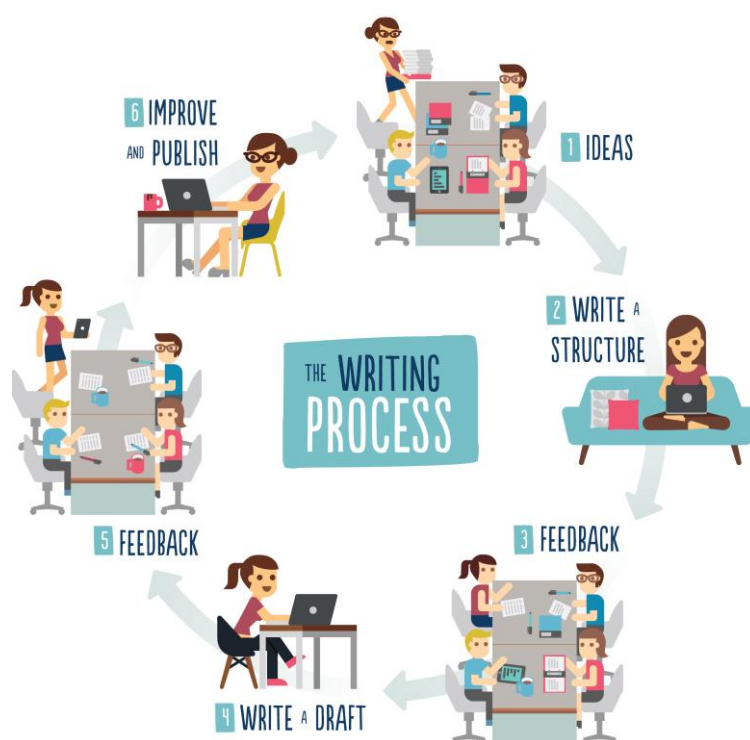 THE WRITING
PROCESS
1 IDEAS
2 WRITE A
STRUCTURE
3 FEEDBACK
4 WRITE A DRAFT
5 FEEDBACK
6 IMPROVE
AND PUBLISH